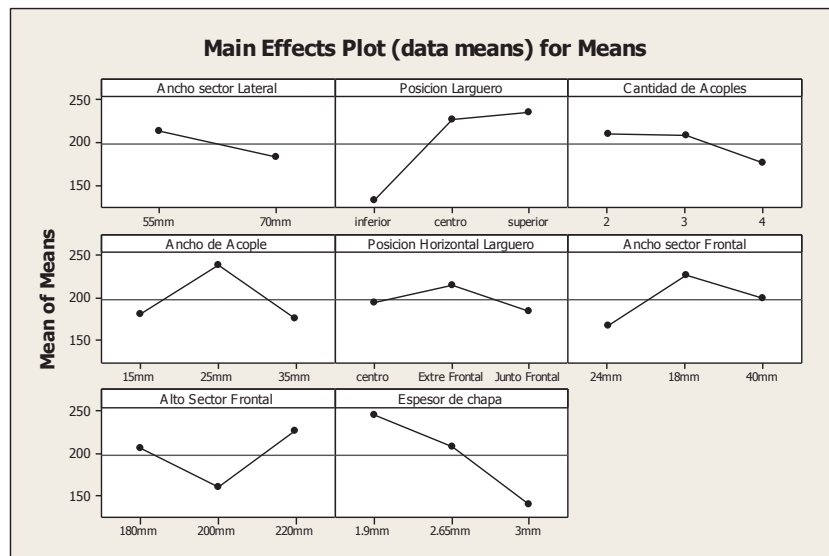 Main Effects Plot (data means) for Means
Mean of Means
Ancho sector Lateral
Posicion Larguero
Cantidad de Acoples
250
200
150
55mm
70mm
inferior
centro
superior
2
3
4
Ancho de Acople
Posicion Horizontal Larguero
Ancho sector Frontal
250
200
150
15mm
25mm
35mm
centro
Extre Frontal
Junto Frontal
24mm
18mm
40mm
Alto Sector Frontal
Espesor de chapa
250
200
150
180mm
200mm
220mm
1.9mm
2.65mm
3mm